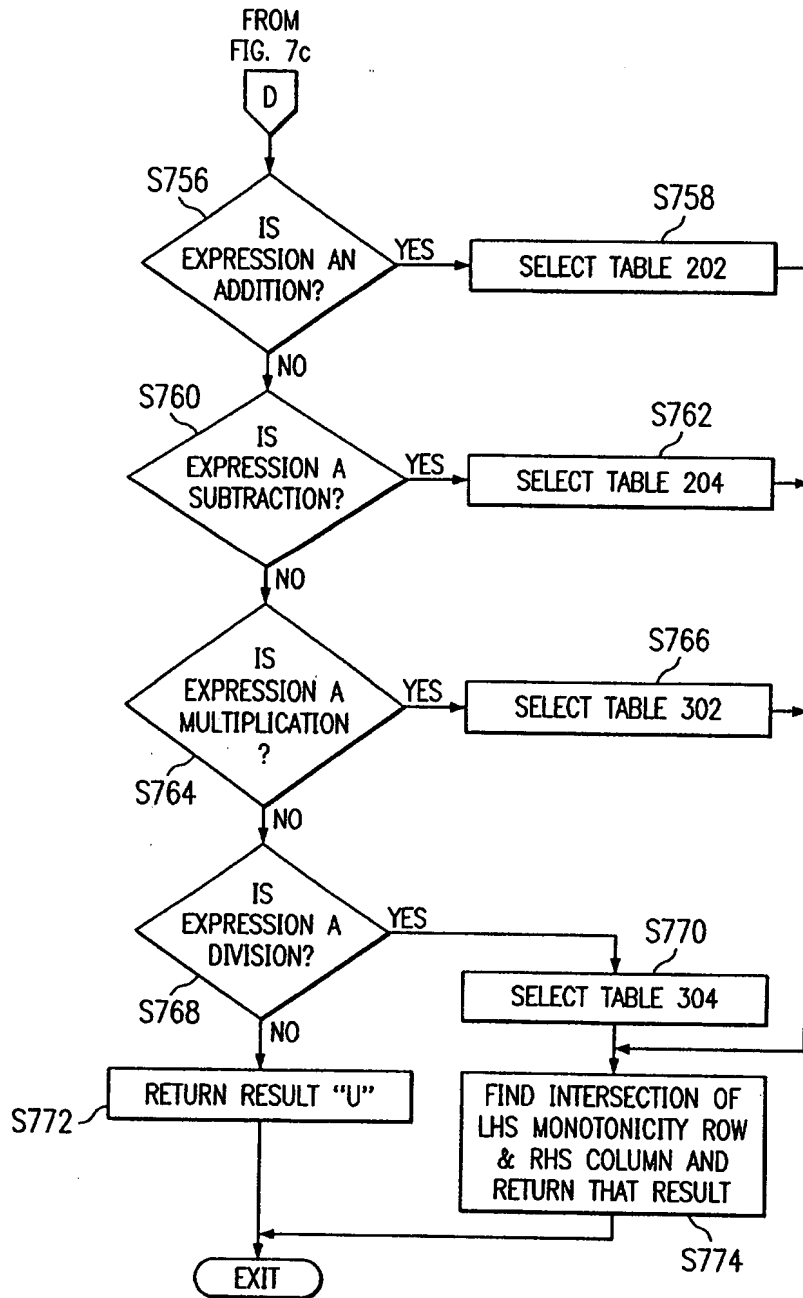 FROM
FIG. 7c
D
S756
IS
EXPRESSION AN
ADDITION?
YES
S758
SELECT TABLE 202
NO
S760
IS
EXPRESSION A
SUBTRACTION?
YES
S762
SELECT TABLE 204
NO
IS
EXPRESSION A
MULTIPLICATION
?
YES
S766
SELECT TABLE 302
S764
NO
IS
EXPRESSION A
DIVISION?
YES
S768
S770
SELECT TABLE 304
NO
RETURN RESULT "U"
S772
FIND INTERSECTION OF
LHS MONOTONICITY ROW
& RHS COLUMN AND
RETURN THAT RESULT
S774
EXIT